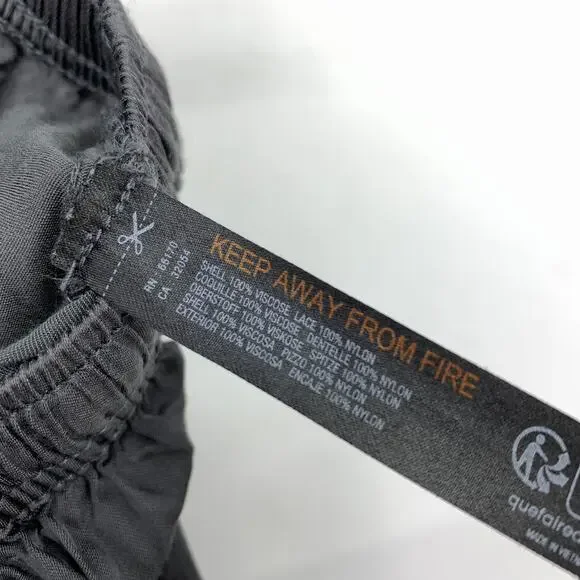 RN 66170
CA 32054
KEEP AWAY FROM FIRE
SHELL 100% VISCOSE LACE 100% NYLON
COQUILLE 100% VISCOSE DENTELLE 100% NYLON
OBERSTOFF 100% VISKOSE SPITZE 100% NYLON
SHELL 100% VISCOSA PIZZO 100% NYLON
EXTERIOR 100% VISCOSA ENCAJE 100% NYLON
quefairede
MADE IN VIET